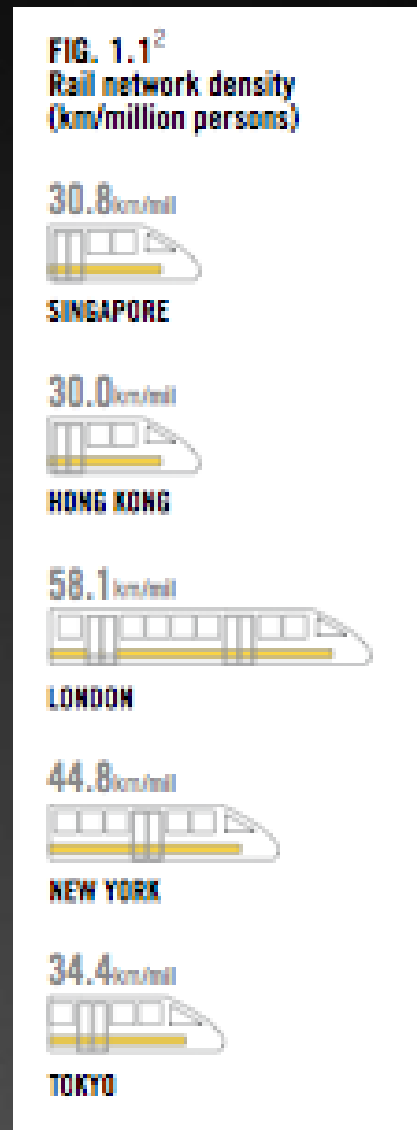 FIG. 1.1²
Rail network density
(km/million persons)
30.8km/mil
SINGAPORE
30.0km/mil
HONG KONG
58.1km/mil
LONDON
44.8km/mil
NEW YORK
34.4km/mil
TOKYO